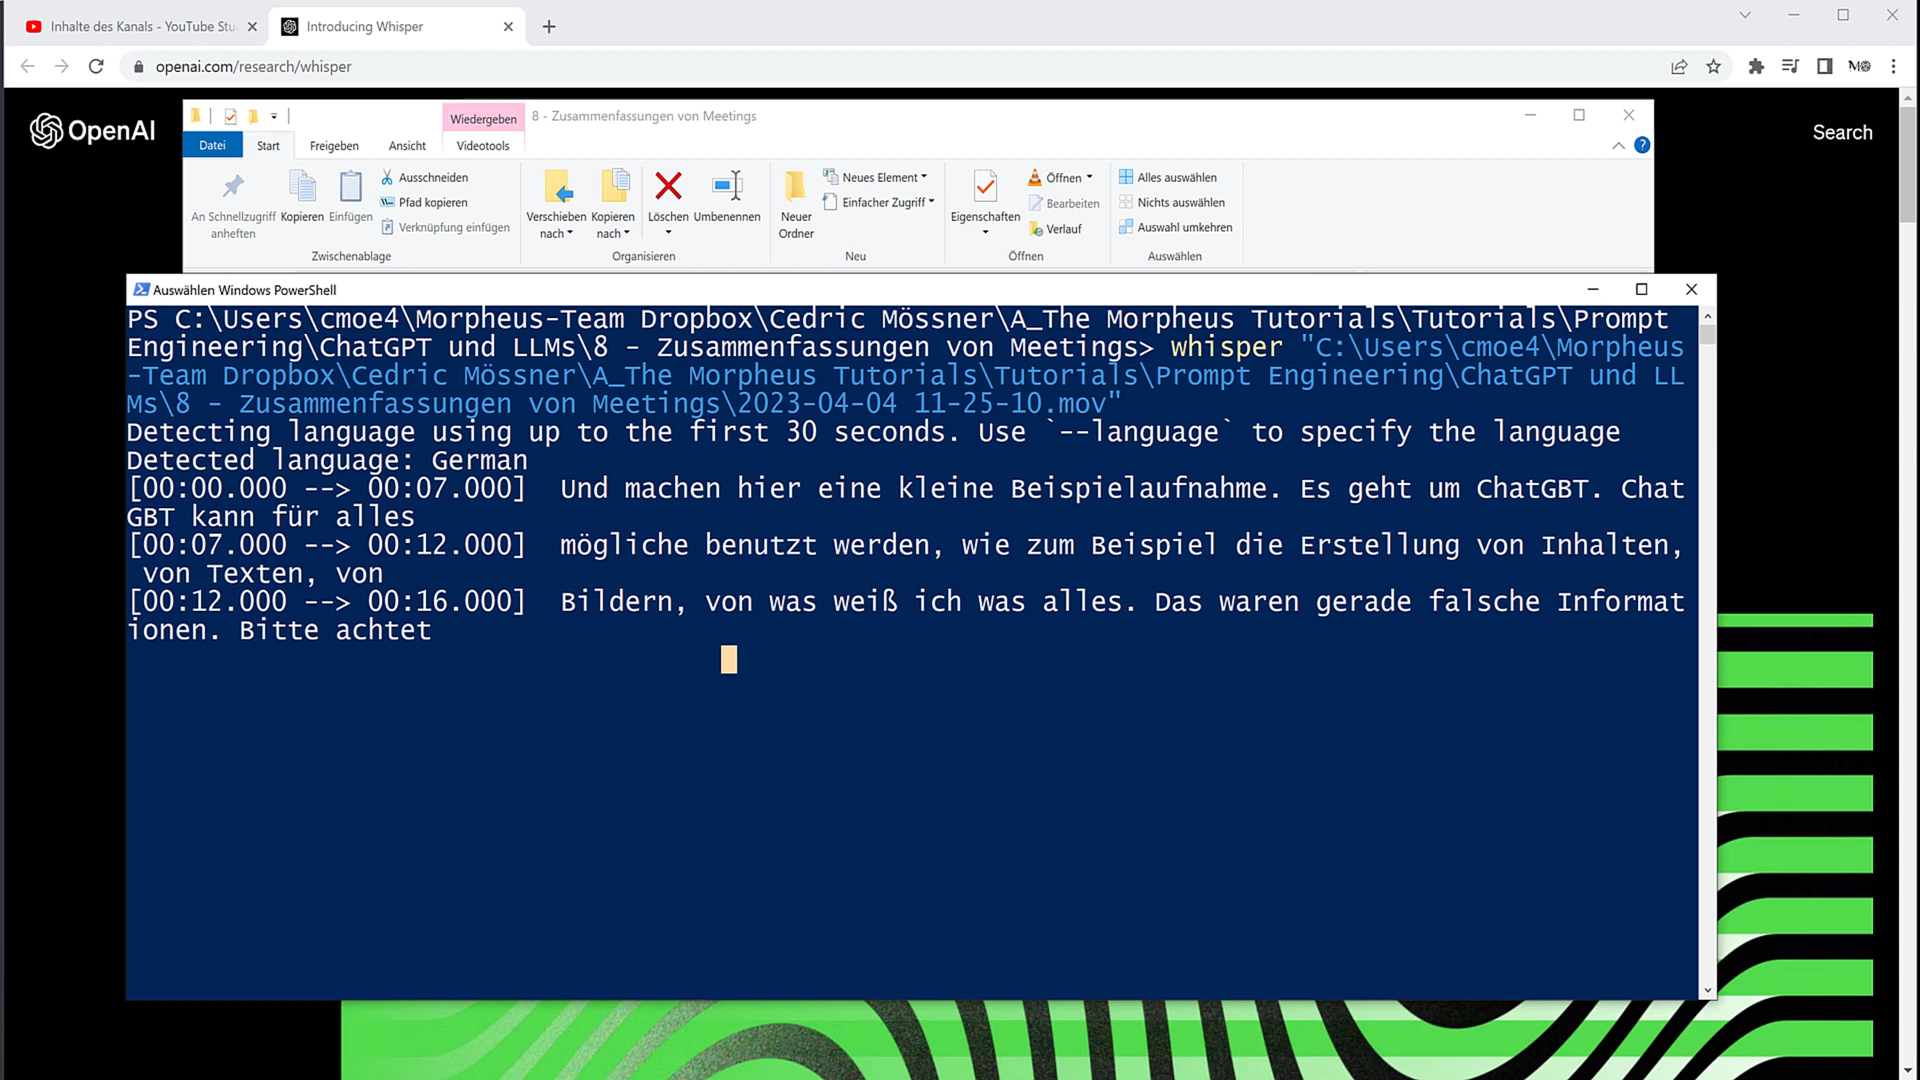 Inhalte des Kanals - YouTube Stu
Introducing Whisper
openai.com/research/whisper
OpenAI
Search
Wiedergeben
8 - Zusammenfassungen von Meetings
Datei
Start
Freigeben
Ansicht
Videotools
An Schnellzugriff
anheften
Kopieren
Einfügen
Ausschneiden
Pfad kopieren
Verknüpfung einfügen
Zwischenablage
Verschieben
nach
Kopieren
nach
Löschen
Umbenennen
Organisieren
Neuer
Ordner
Neues Element
Einfacher Zugriff
Neu
Eigenschaften
Öffnen
Bearbeiten
Verlauf
Öffnen
Alles auswählen
Nichts auswählen
Auswahl umkehren
Auswählen
Auswählen Windows PowerShell
PS C:\Users\cmoe4\Morpheus-Team Dropbox\Cedric Mössner\A_The Morpheus Tutorials\Tutorials\Prompt
Engineering\ChatGPT und LLMs\8 - Zusammenfassungen von Meetings> whisper "C:\Users\cmoe4\Morpheus
-Team Dropbox\Cedric Mössner\A_The Morpheus Tutorials\Tutorials\Prompt Engineering\ChatGPT und LL
Ms\8 - Zusammenfassungen von Meetings\2023-04-04 11-25-10.mov"
Detecting language using up to the first 30 seconds. Use `--language` to specify the language
Detected language: German
[00:00.000 --> 00:07.000]  Und machen hier eine kleine Beispielaufnahme. Es geht um ChatGBT. Chat
GBT kann für alles
[00:07.000 --> 00:12.000]  mögliche benutzt werden, wie zum Beispiel die Erstellung von Inhalten,
von Texten, von
[00:12.000 --> 00:16.000]  Bildern, von was weiß ich was alles. Das waren gerade falsche Informat
ionen. Bitte achtet